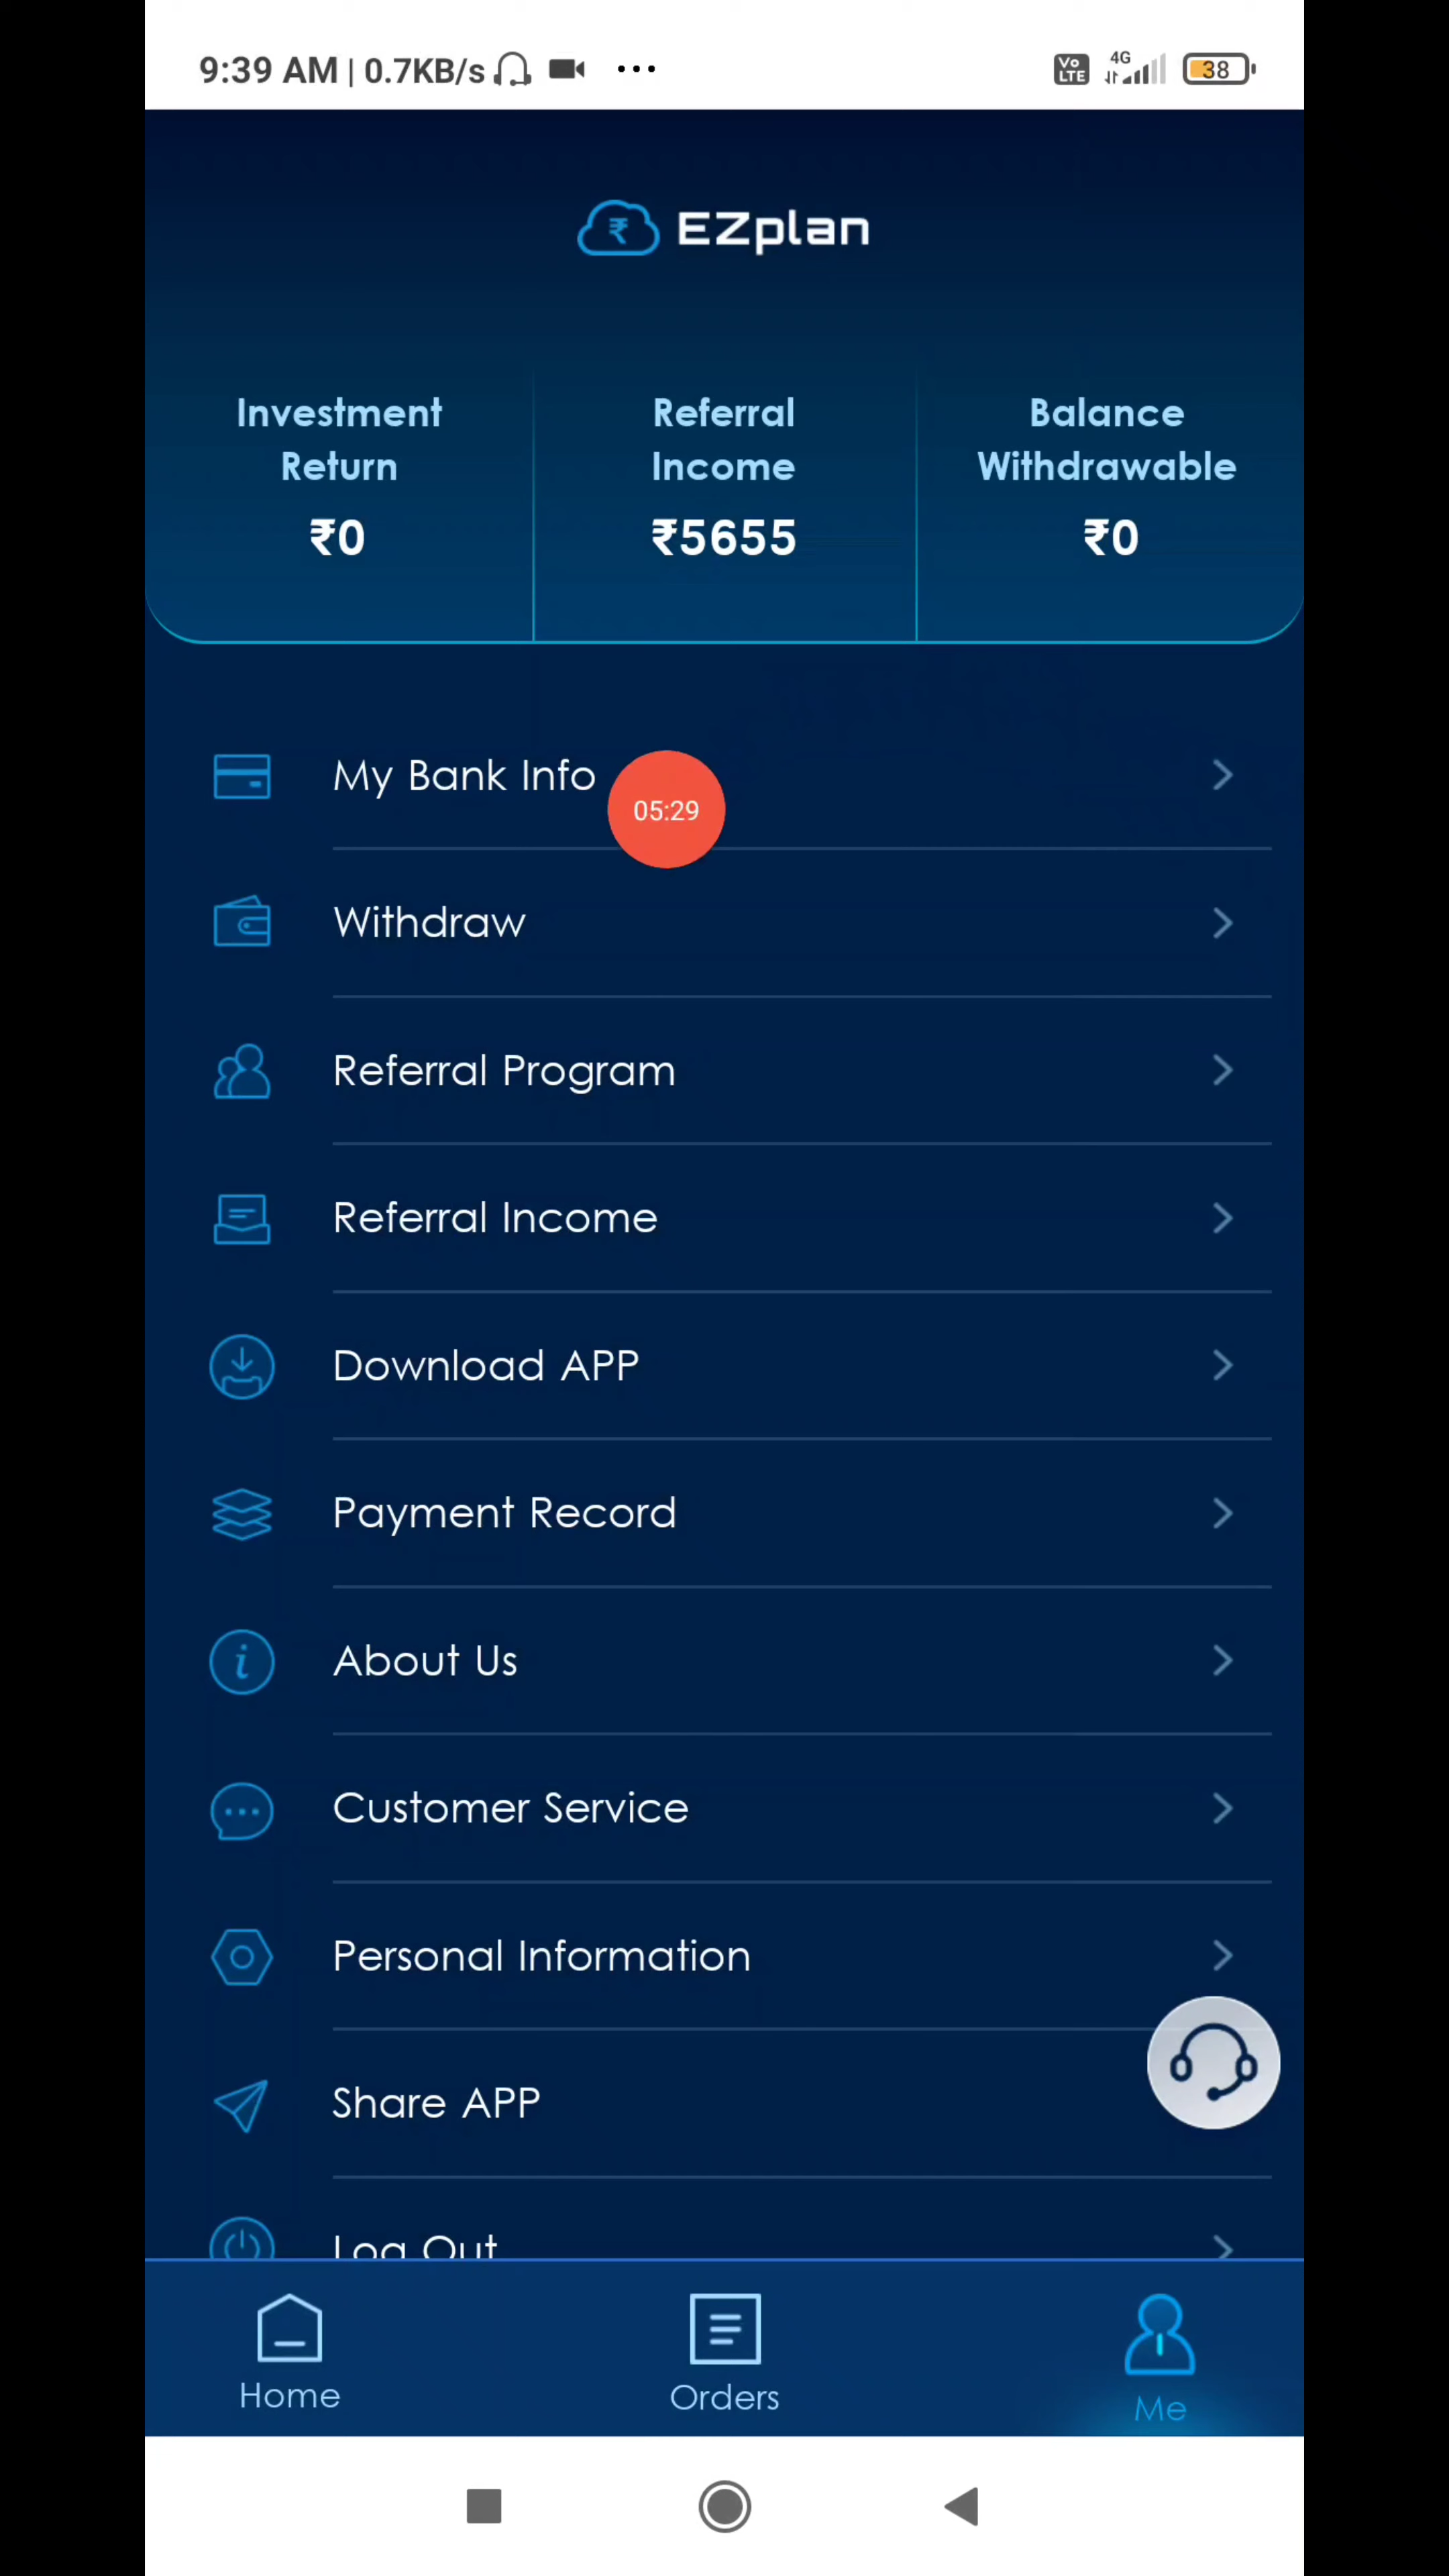 9:39 AM | 0.7KB/s ...
Vo LTE 4G 38
₹ EZplan
Investment Return
₹0
Referral Income
₹5655
Balance Withdrawable
₹0
My Bank Info
05:29
Withdraw
Referral Program
Referral Income
Download APP
Payment Record
About Us
Customer Service
Personal Information
Share APP
Log Out
Home
Orders
Me